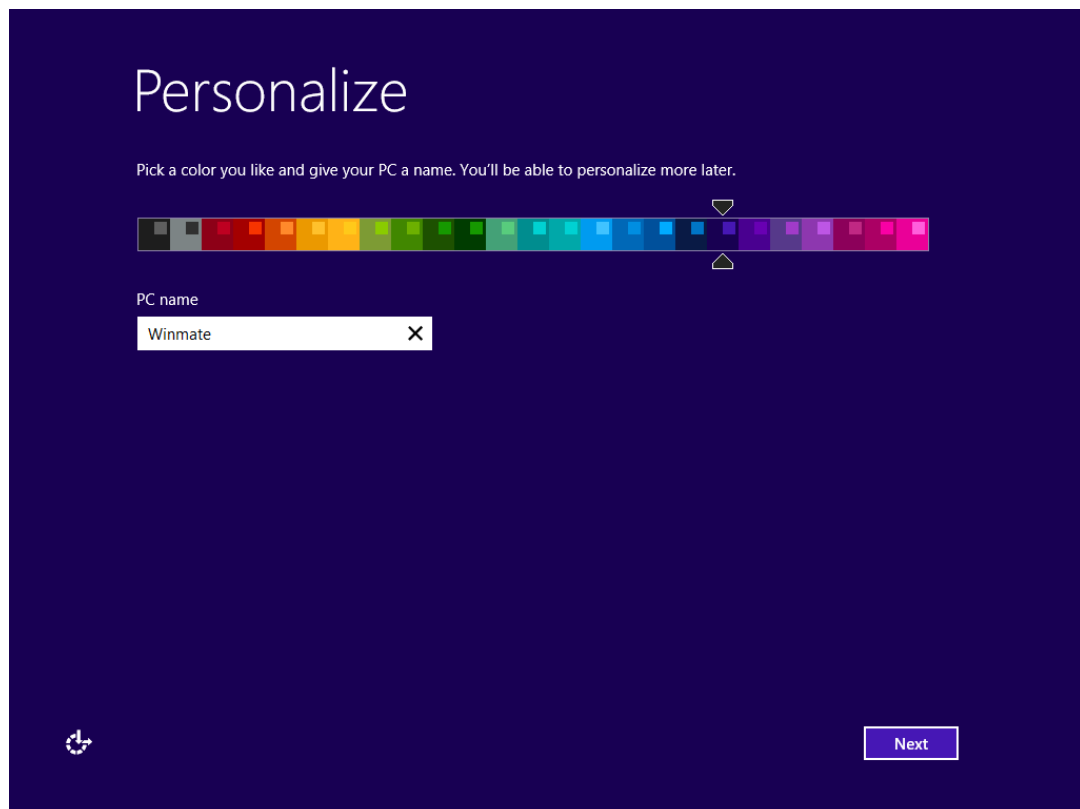 Personalize
Pick a color you like and give your PC a name. You'll be able to personalize more later.
PC name
Winmate
Next